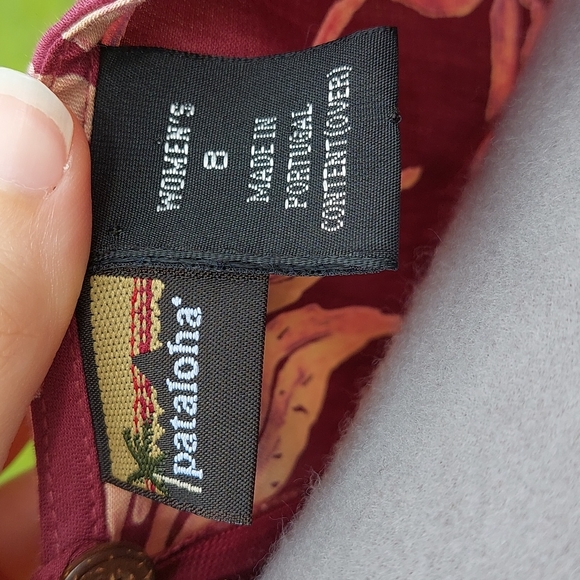 WOMEN'S
8
MADE IN
PORTUGAL
CONTENT(OVER)
pataloha®